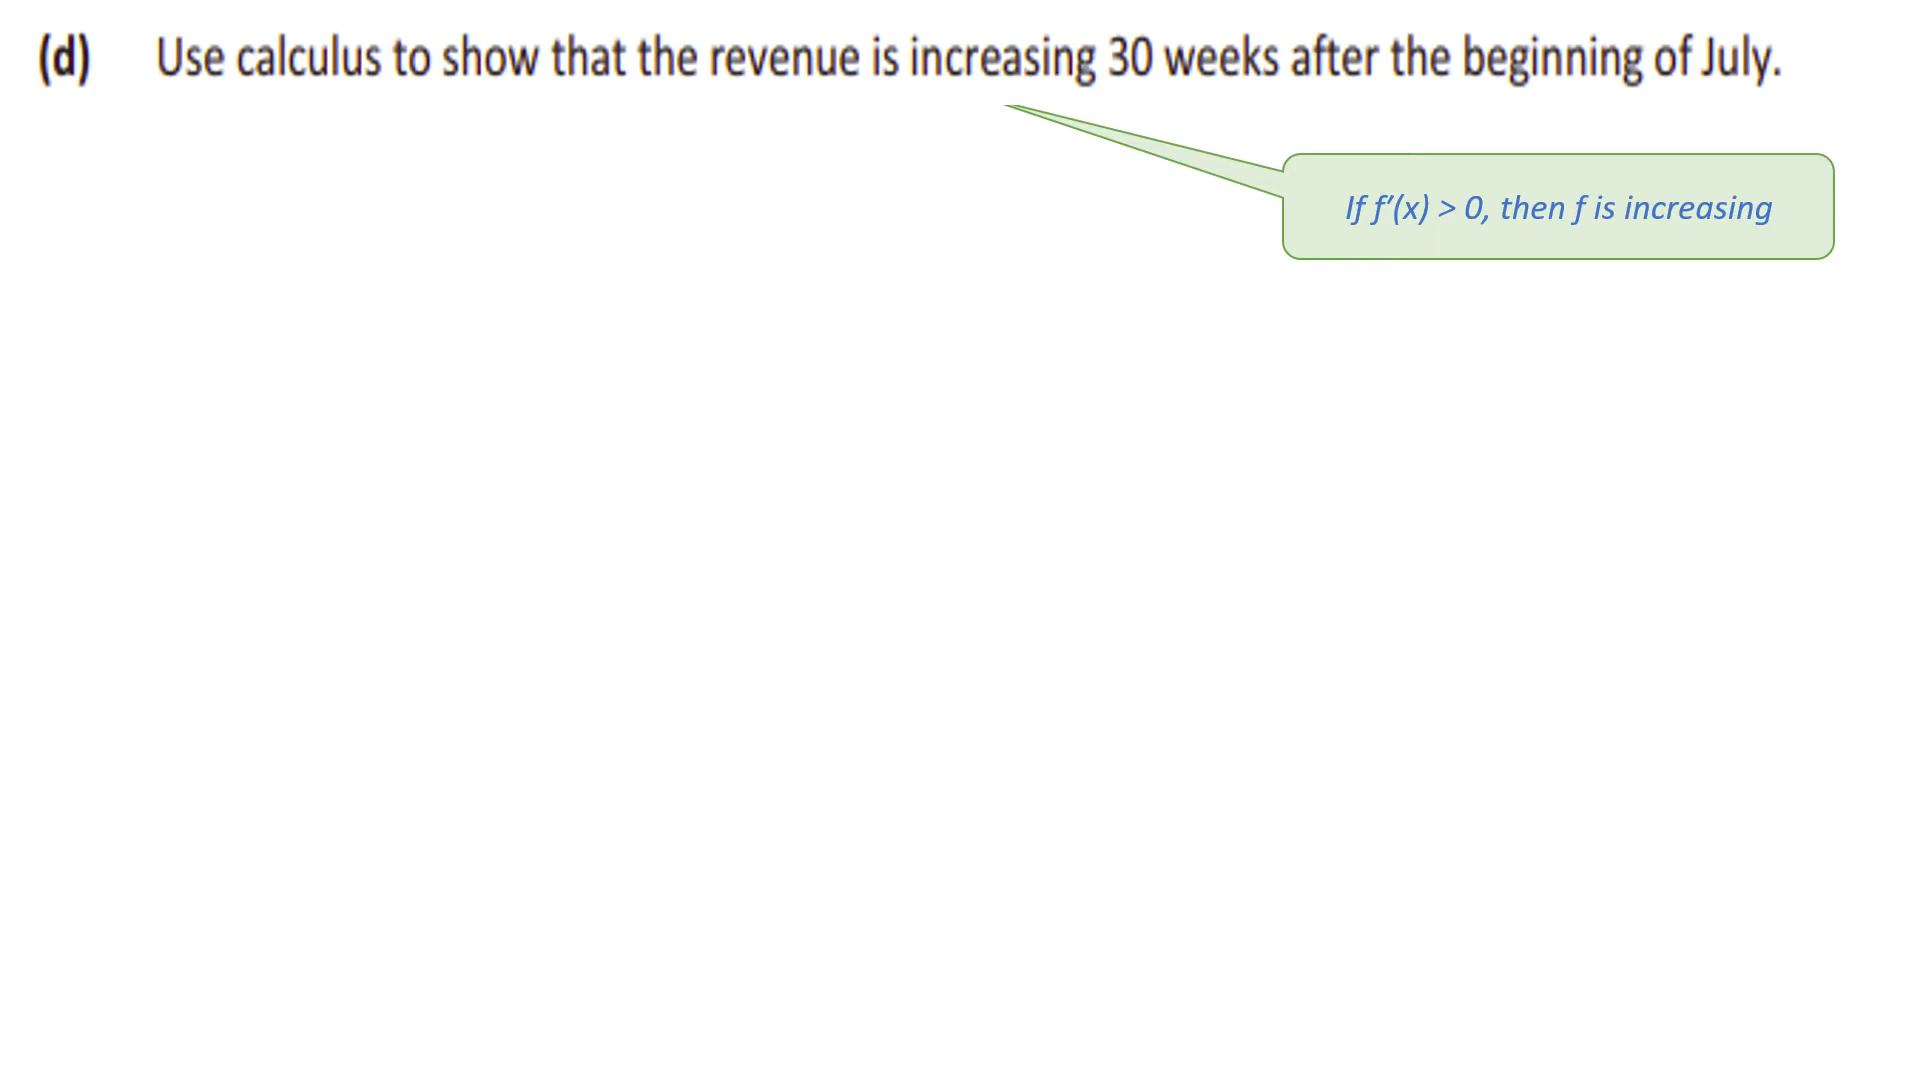 (d) Use calculus to show that the revenue is increasing 30 weeks after the beginning of July.
If f’(x) > 0, then f is increasing